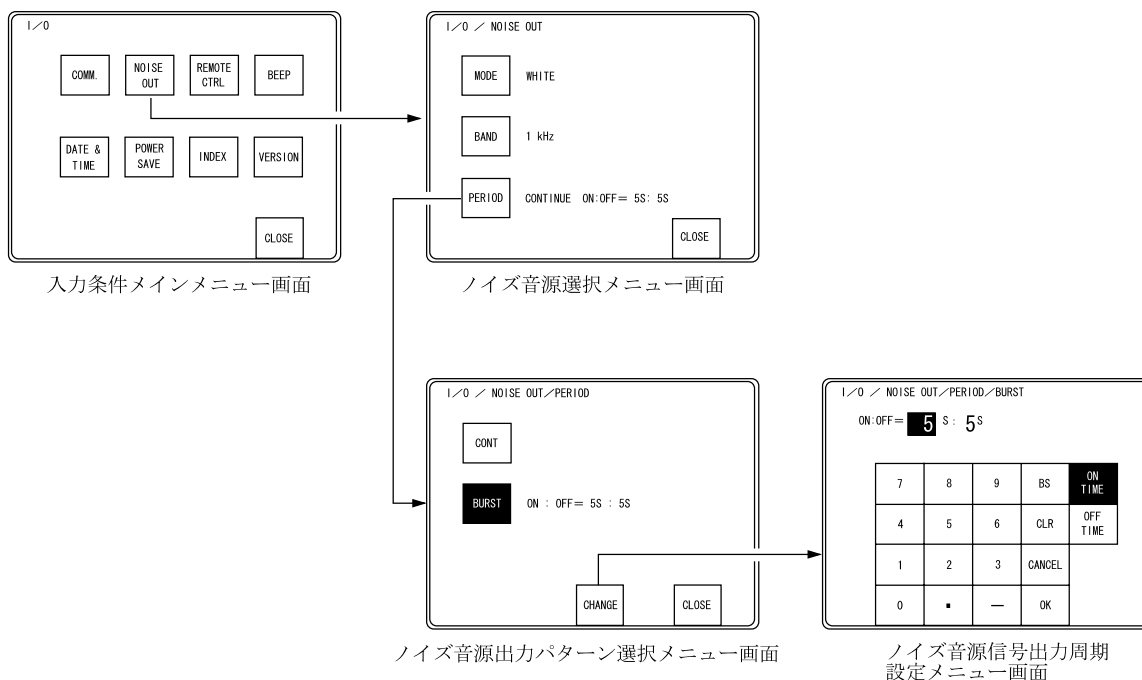 I/O
COMM.
NOISE
OUT
REMOTE
CTRL
BEEP
DATE &
TIME
POWER
SAVE
INDEX
VERSION
CLOSE
入力条件メインメニュー画面
I/O / NOISE OUT
MODE WHITE
BAND 1 kHz
PERIOD CONTINUE ON:OFF= 5S: 5S
CLOSE
ノイズ音源選択メニュー画面
I/O / NOISE OUT/PERIOD
CONT
BURST ON : OFF= 5S : 5S
CHANGE
CLOSE
ノイズ音源出力パターン選択メニュー画面
I/O / NOISE OUT/PERIOD/BURST
ON:OFF= 5 S: 5S
7 8 9 BS
ON
TIME
4 5 6 CLR
OFF
TIME
1 2 3 CANCEL
0 ▪ — OK
ノイズ音源信号出力周期
設定メニュー画面